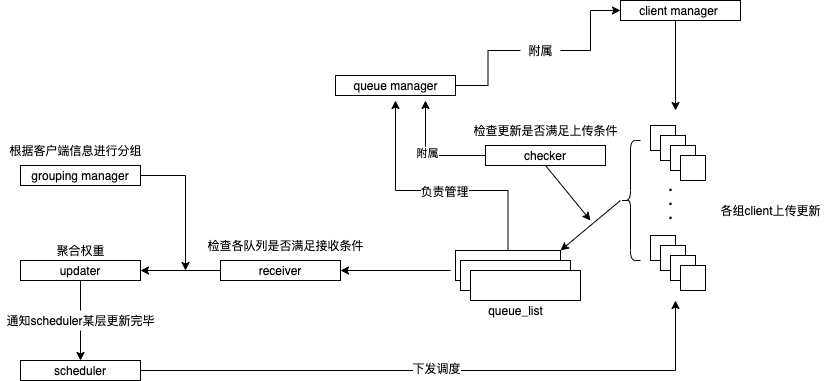 client manager
附属
queue manager
检查更新是否满足上传条件
根据客户端信息进行分组
附属
checker
grouping manager
负责管理
各组client上传更新
检查各队列是否满足接收条件
聚合权重
updater
receiver
queue_list
通知scheduler某层更新完毕
scheduler
下发调度